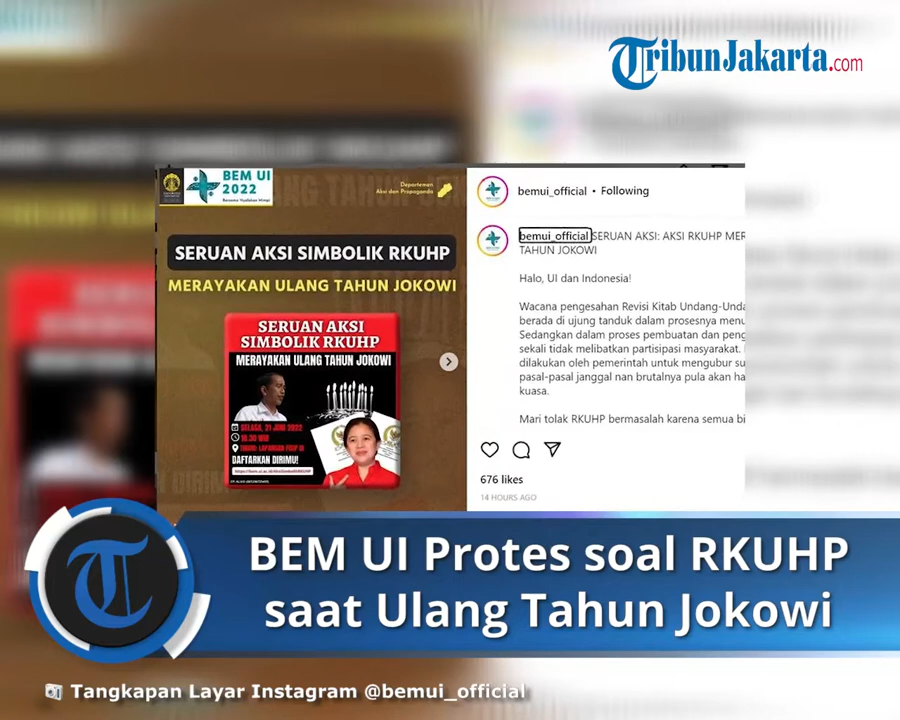 TribunJakarta.com
BEM UI
2022
Departemen
Aksi dan Propaganda
SERUAN AKSI SIMBOLIK RKUHP
MERAYAKAN ULANG TAHUN JOKOWI
SERUAN AKSI
SIMBOLIK RKUHP
MERAYAKAN ULANG TAHUN JOKOWI
SELASA, 21 JUNI 2022
16.30 WIB
DAFTARKAN DIRIMU!
bemui_official • Following
bemui_official SERUAN AKSI: AKSI RKUHP MER
TAHUN JOKOWI
Halo, UI dan Indonesia!
Wacana pengesahan Revisi Kitab Undang-Unda
berada di ujung tanduk dalam prosesnya menu
Sedangkan dalam proses pembuatan dan peng
sekali tidak melibatkan partisipasi masyarakat.
dilakukan oleh pemerintah untuk mengubur su
pasal-pasal janggal nan brutalnya pula akan ha
kuasa.
Mari tolak RKUHP bermasalah karena semua bi
676 likes
14 HOURS AGO
BEM UI Protes soal RKUHP
saat Ulang Tahun Jokowi
Tangkapan Layar Instagram @bemui_official